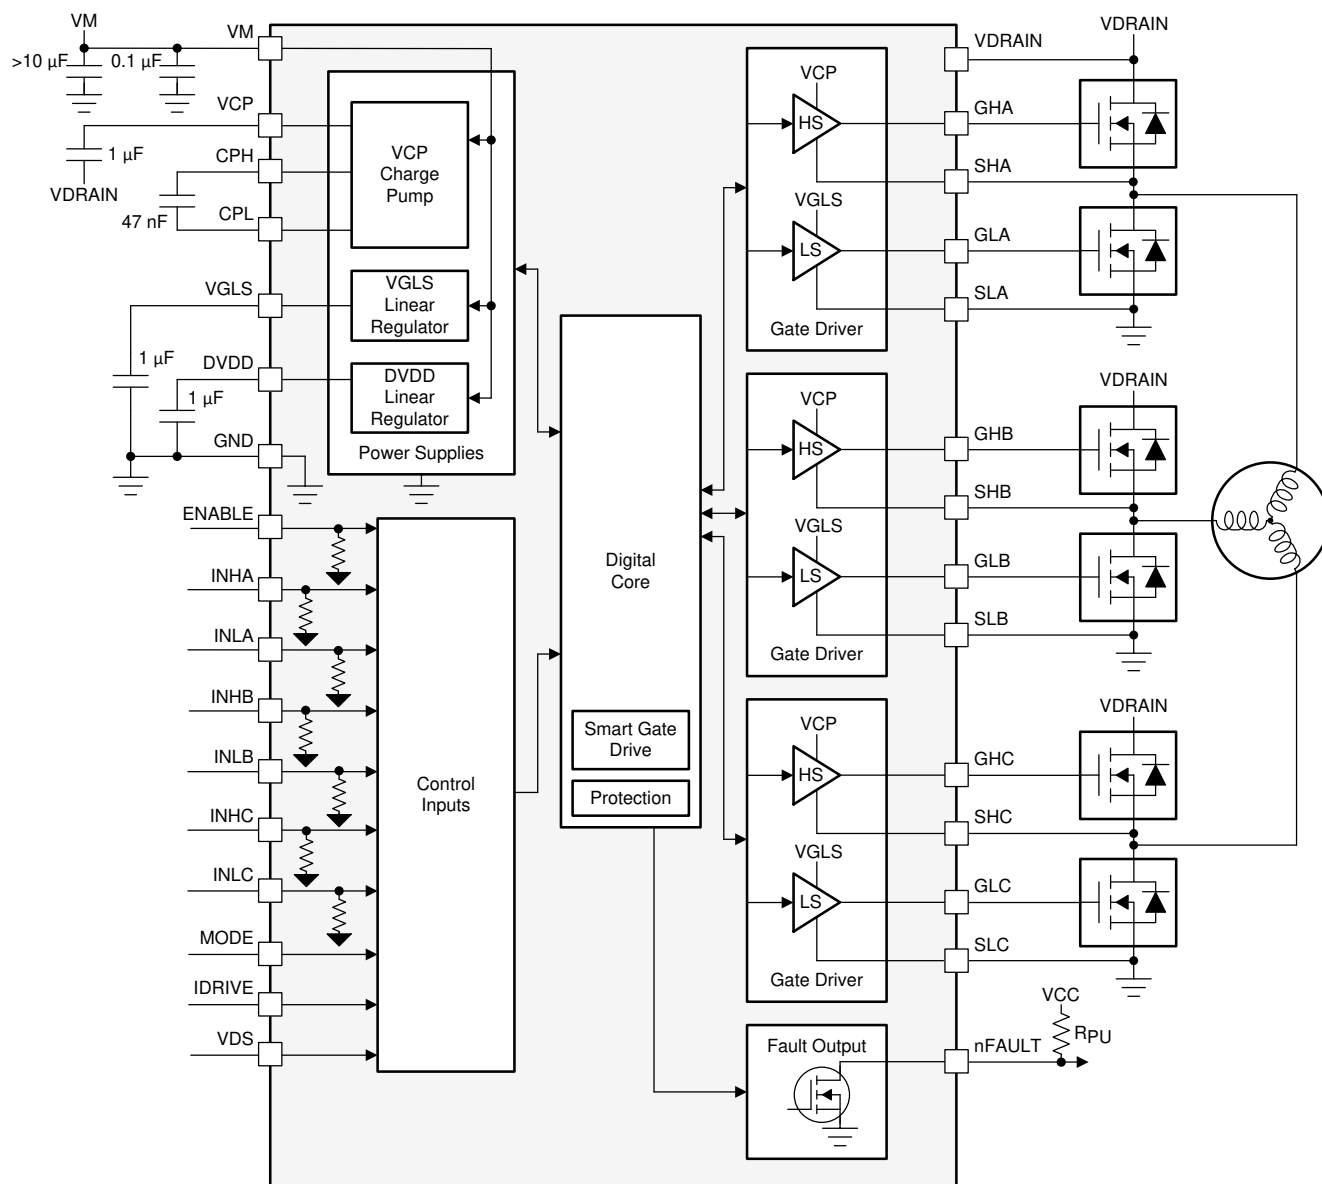 VM
VM
>10 µF
0.1 µF
VCP
1 µF
VDRAIN
CPH
CPL
47 nF
VGLS
1 µF
DVDD
1 µF
GND
VCP
Charge
Pump
VGLS
Linear
Regulator
DVDD
Linear
Regulator
Power Supplies
ENABLE
INHA
INLA
INHB
INLB
INHC
INLC
MODE
IDRIVE
VDS
Control
Inputs
Digital
Core
Smart Gate
Drive
Protection
VCP
HS
VGLS
LS
Gate Driver
VCP
HS
VGLS
LS
Gate Driver
VCP
HS
VGLS
LS
Gate Driver
Fault Output
VDRAIN
VDRAIN
GHA
SHA
GLA
SLA
VDRAIN
GHB
SHB
GLB
SLB
VDRAIN
GHC
SHC
GLC
SLC
VCC
RPU
nFAULT